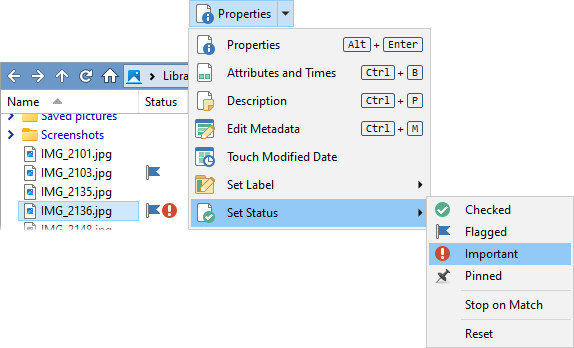 Properties
Properties Alt + Enter
Attributes and Times Ctrl + B
Description Ctrl + P
Edit Metadata Ctrl + M
Touch Modified Date
Set Label
Set Status
Libra
Name Status
Saved pictures
Screenshots
IMG_2101.jpg
IMG_2103.jpg
IMG_2135.jpg
IMG_2136.jpg
IMG_2148.jpg
Checked
Flagged
Important
Pinned
Stop on Match
Reset